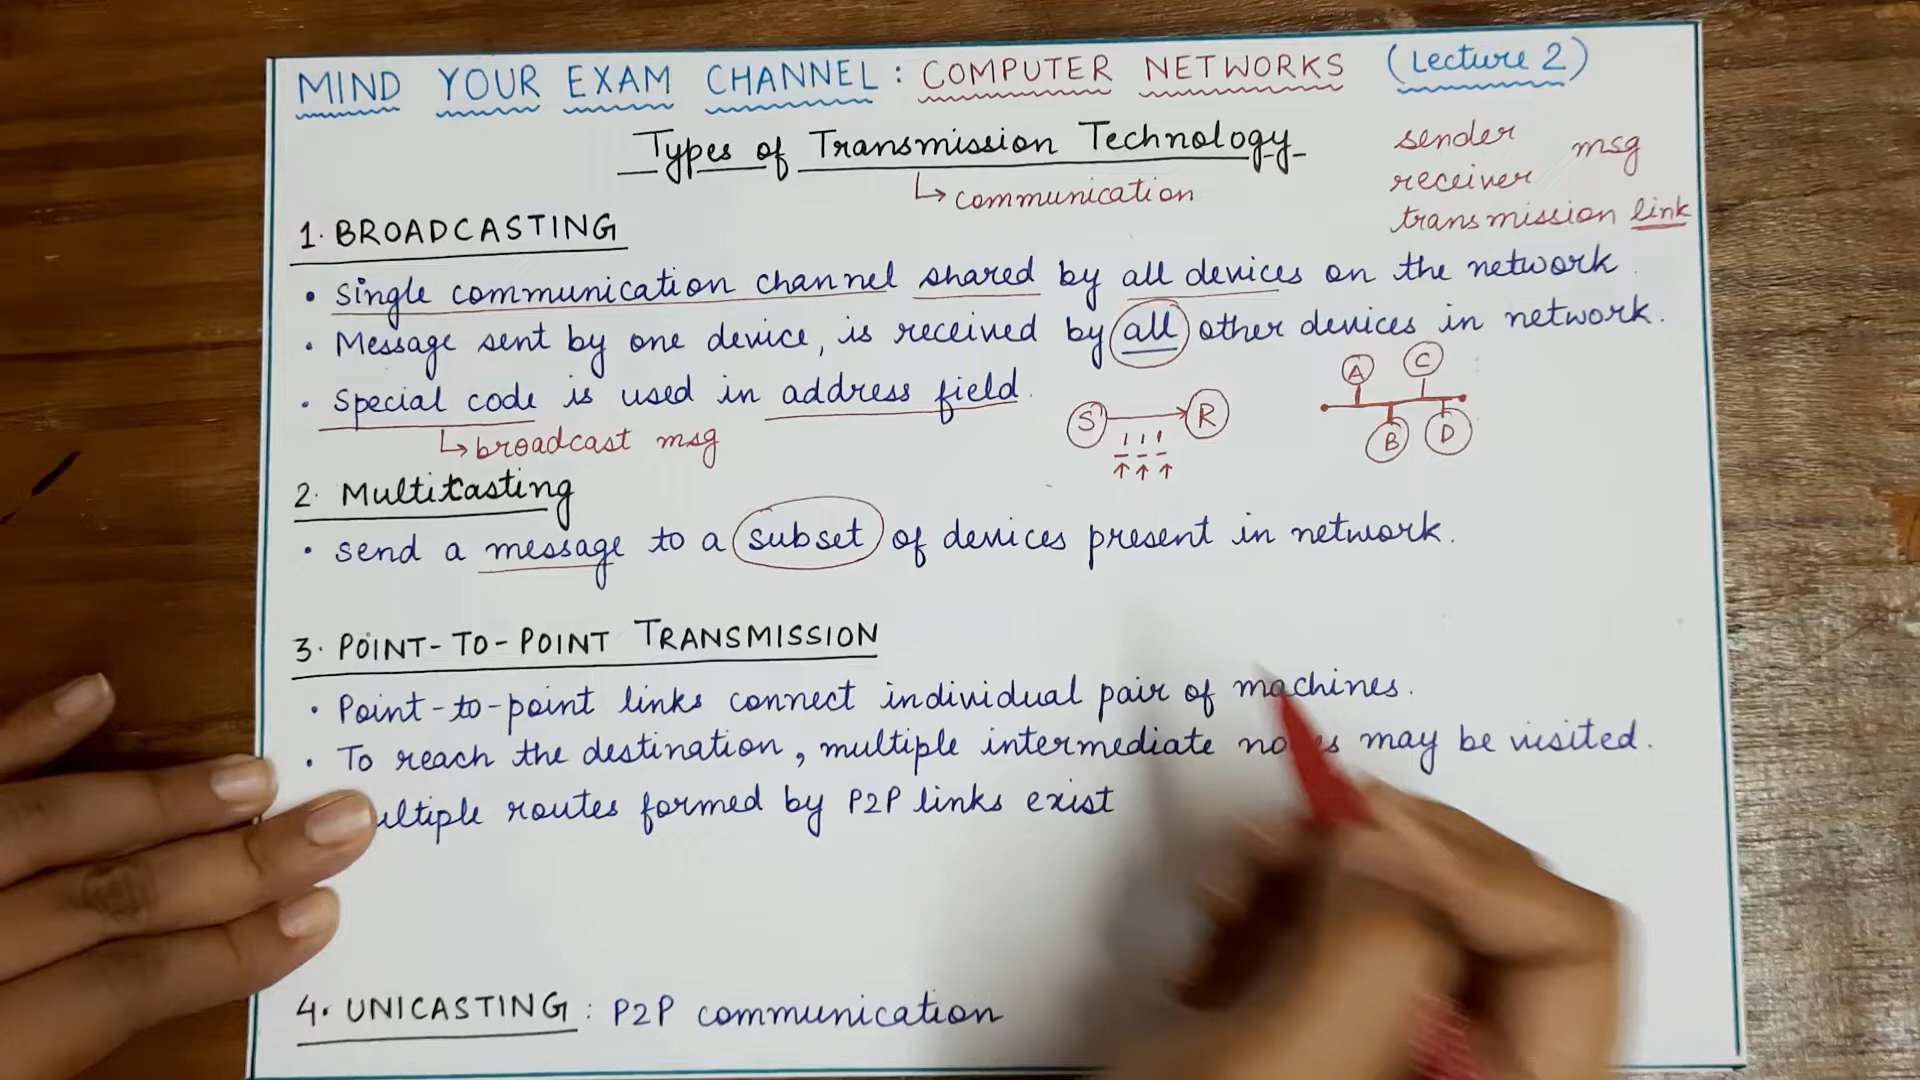 MIND YOUR EXAM CHANNEL : COMPUTER NETWORKS (Lecture 2)
Types of Transmission Technology
↳ communication
sender msg
receiver
transmission link
1. BROADCASTING
• Single communication channel shared by all devices on the network.
• Message sent by one device, is received by all other devices in network.
• Special code is used in address field.
↳ broadcast msg
S → R
A C
B D
2. Multicasting
• send a message to a subset of devices present in network.
3. POINT-TO-POINT TRANSMISSION
• Point-to-point links connect individual pair of machines.
• To reach the destination, multiple intermediate may be visited.
routes formed by P2P links exist
4. UNICASTING : P2P communication